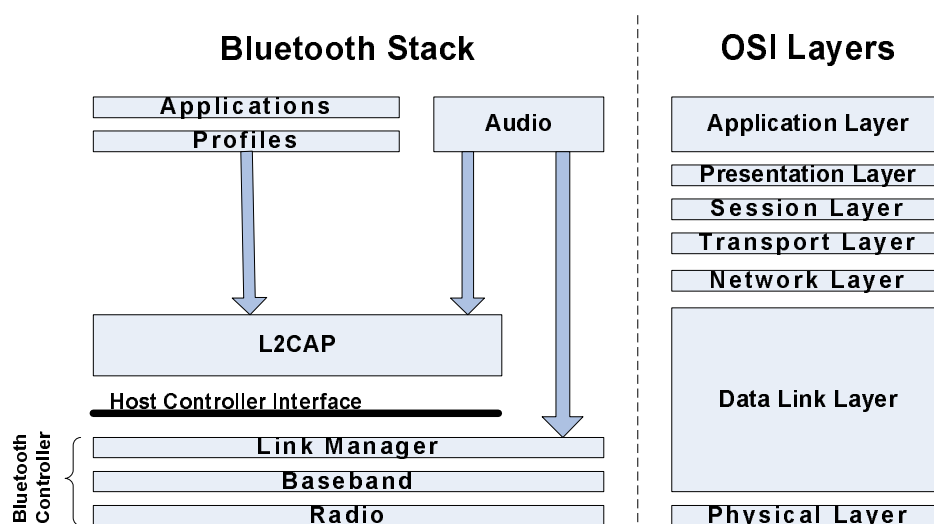 Bluetooth Stack
Applications
Profiles
Audio
L2CAP
Host Controller Interface
Bluetooth
Controller
Link Manager
Baseband
Radio
OSI Layers
Application Layer
Presentation Layer
Session Layer
Transport Layer
Network Layer
Data Link Layer
Physical Layer